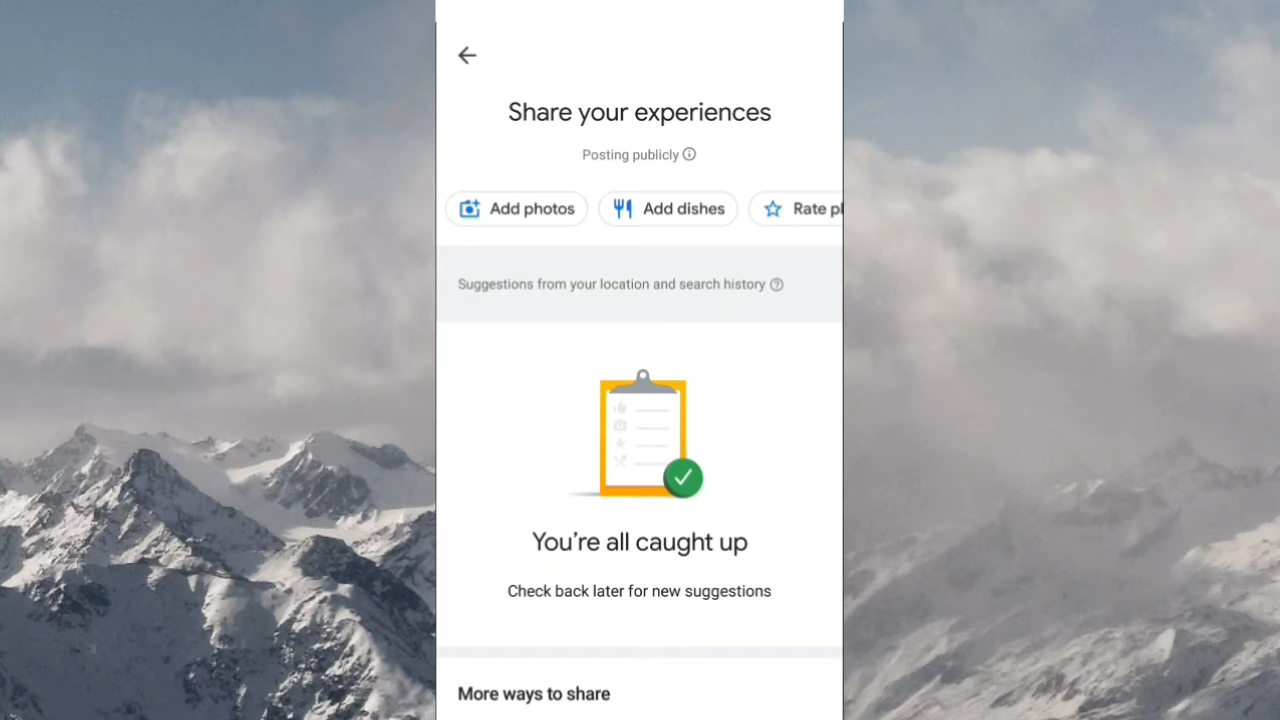 Share your experiences
Posting publicly
Add photos
Add dishes
Rate
Suggestions from your location and search history
You're all caught up
Check back later for new suggestions
More ways to share